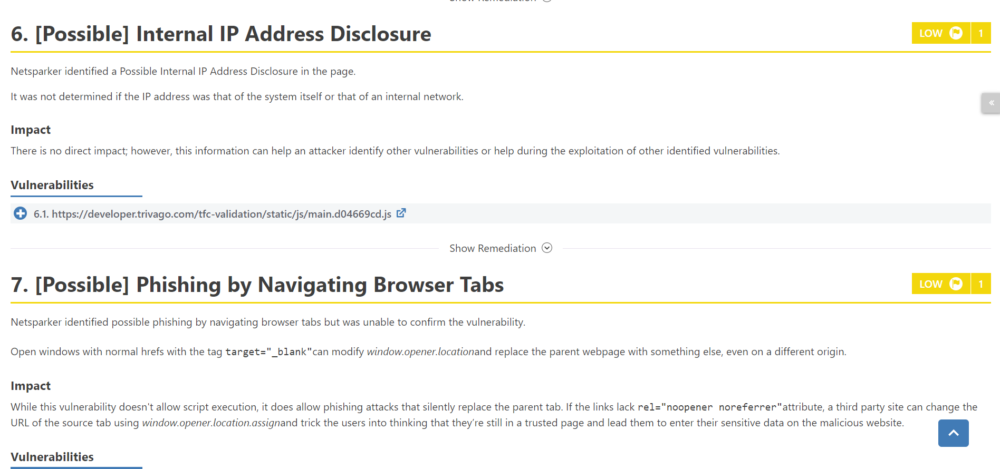 Show Remediation
6. [Possible] Internal IP Address Disclosure
LOW 1
Netsparker identified a Possible Internal IP Address Disclosure in the page.
It was not determined if the IP address was that of the system itself or that of an internal network.
«
Impact
There is no direct impact; however, this information can help an attacker identify other vulnerabilities or help during the exploitation of other identified vulnerabilities.
Vulnerabilities
6.1. https://developer.trivago.com/tfc-validation/static/js/main.d04669cd.js
Show Remediation
7. [Possible] Phishing by Navigating Browser Tabs
LOW 1
Netsparker identified possible phishing by navigating browser tabs but was unable to confirm the vulnerability.
Open windows with normal hrefs with the tag target="_blank"can modify window.opener.locationand replace the parent webpage with something else, even on a different origin.
Impact
While this vulnerability doesn't allow script execution, it does allow phishing attacks that silently replace the parent tab. If the links lack rel="noopener noreferrer"attribute, a third party site can change the
URL of the source tab using window.opener.location.assignand trick the users into thinking that they’re still in a trusted page and lead them to enter their sensitive data on the malicious website.
Vulnerabilities